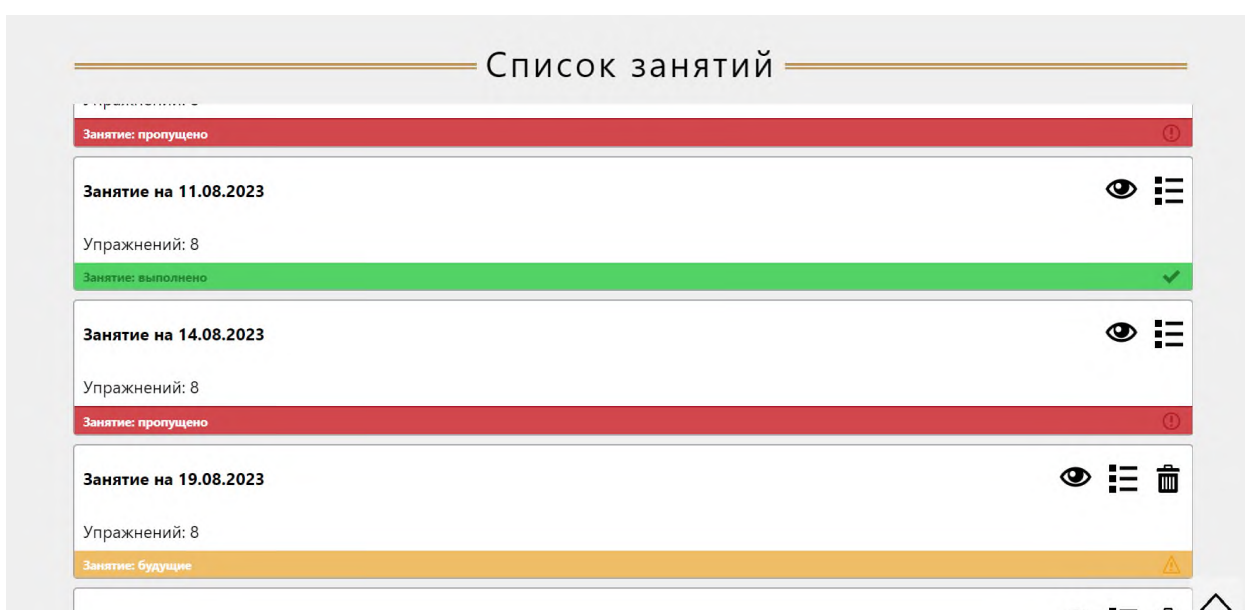 Список занятий
Занятие: пропущено
Занятие на 11.08.2023
Упражнений: 8
Занятие: выполнено
Занятие на 14.08.2023
Упражнений: 8
Занятие: пропущено
Занятие на 19.08.2023
Упражнений: 8
Занятие: будущие